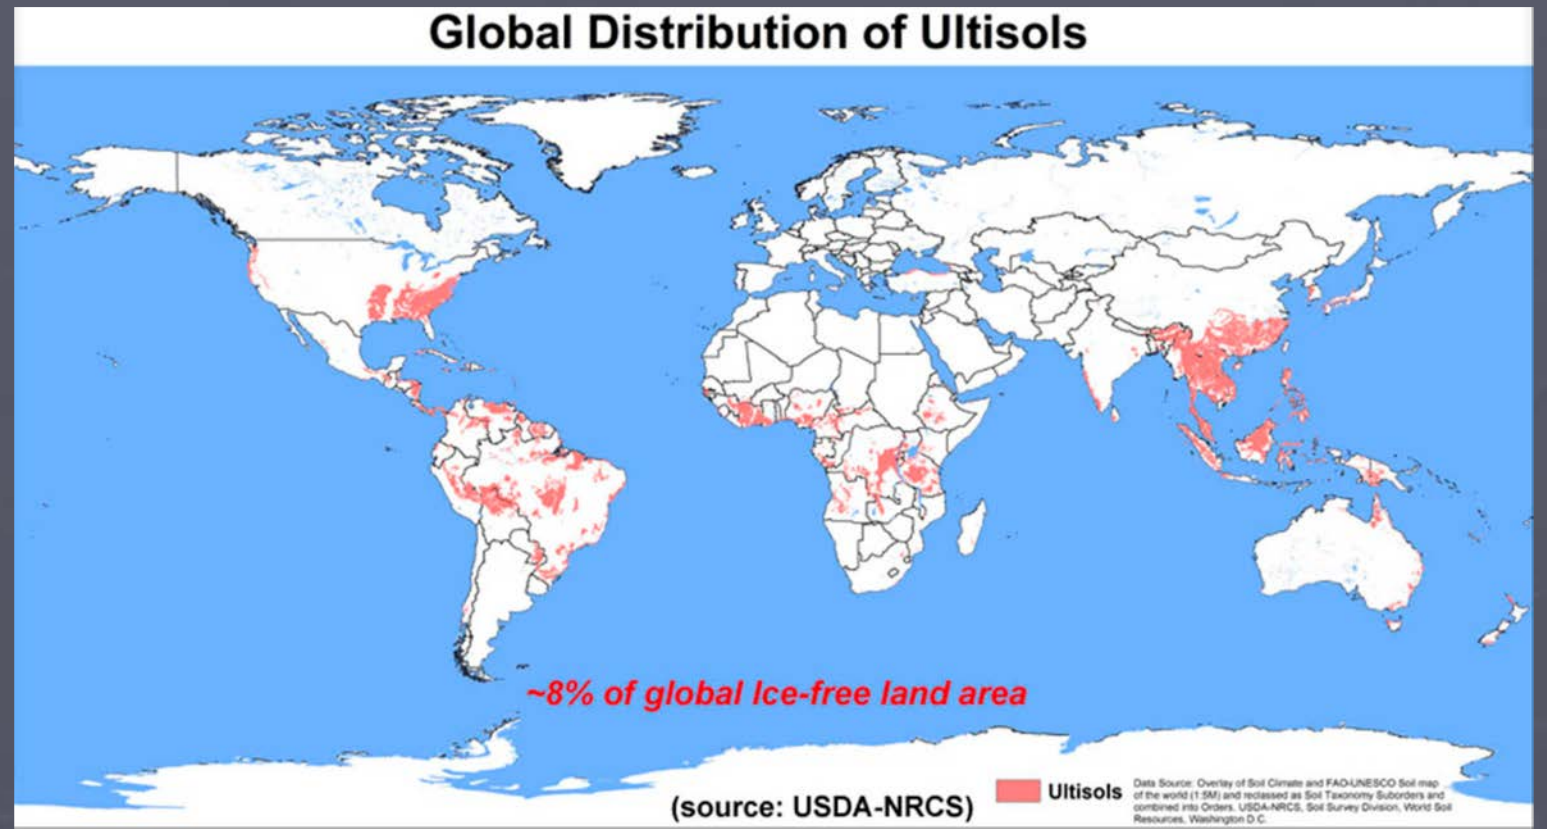 Global Distribution of Ultisols
~8% of global Ice-free land area
(source: USDA-NRCS)
Ultisols
Data Source: Overlay of Soil Climate and FAO-UNESCO Soil map
of the world (1:5M) and reclassed as Soil Taxonomy Suborders and
combined into Orders. USDA-NRCS, Soil Survey Division, World Soil
Resources, Washington D.C.